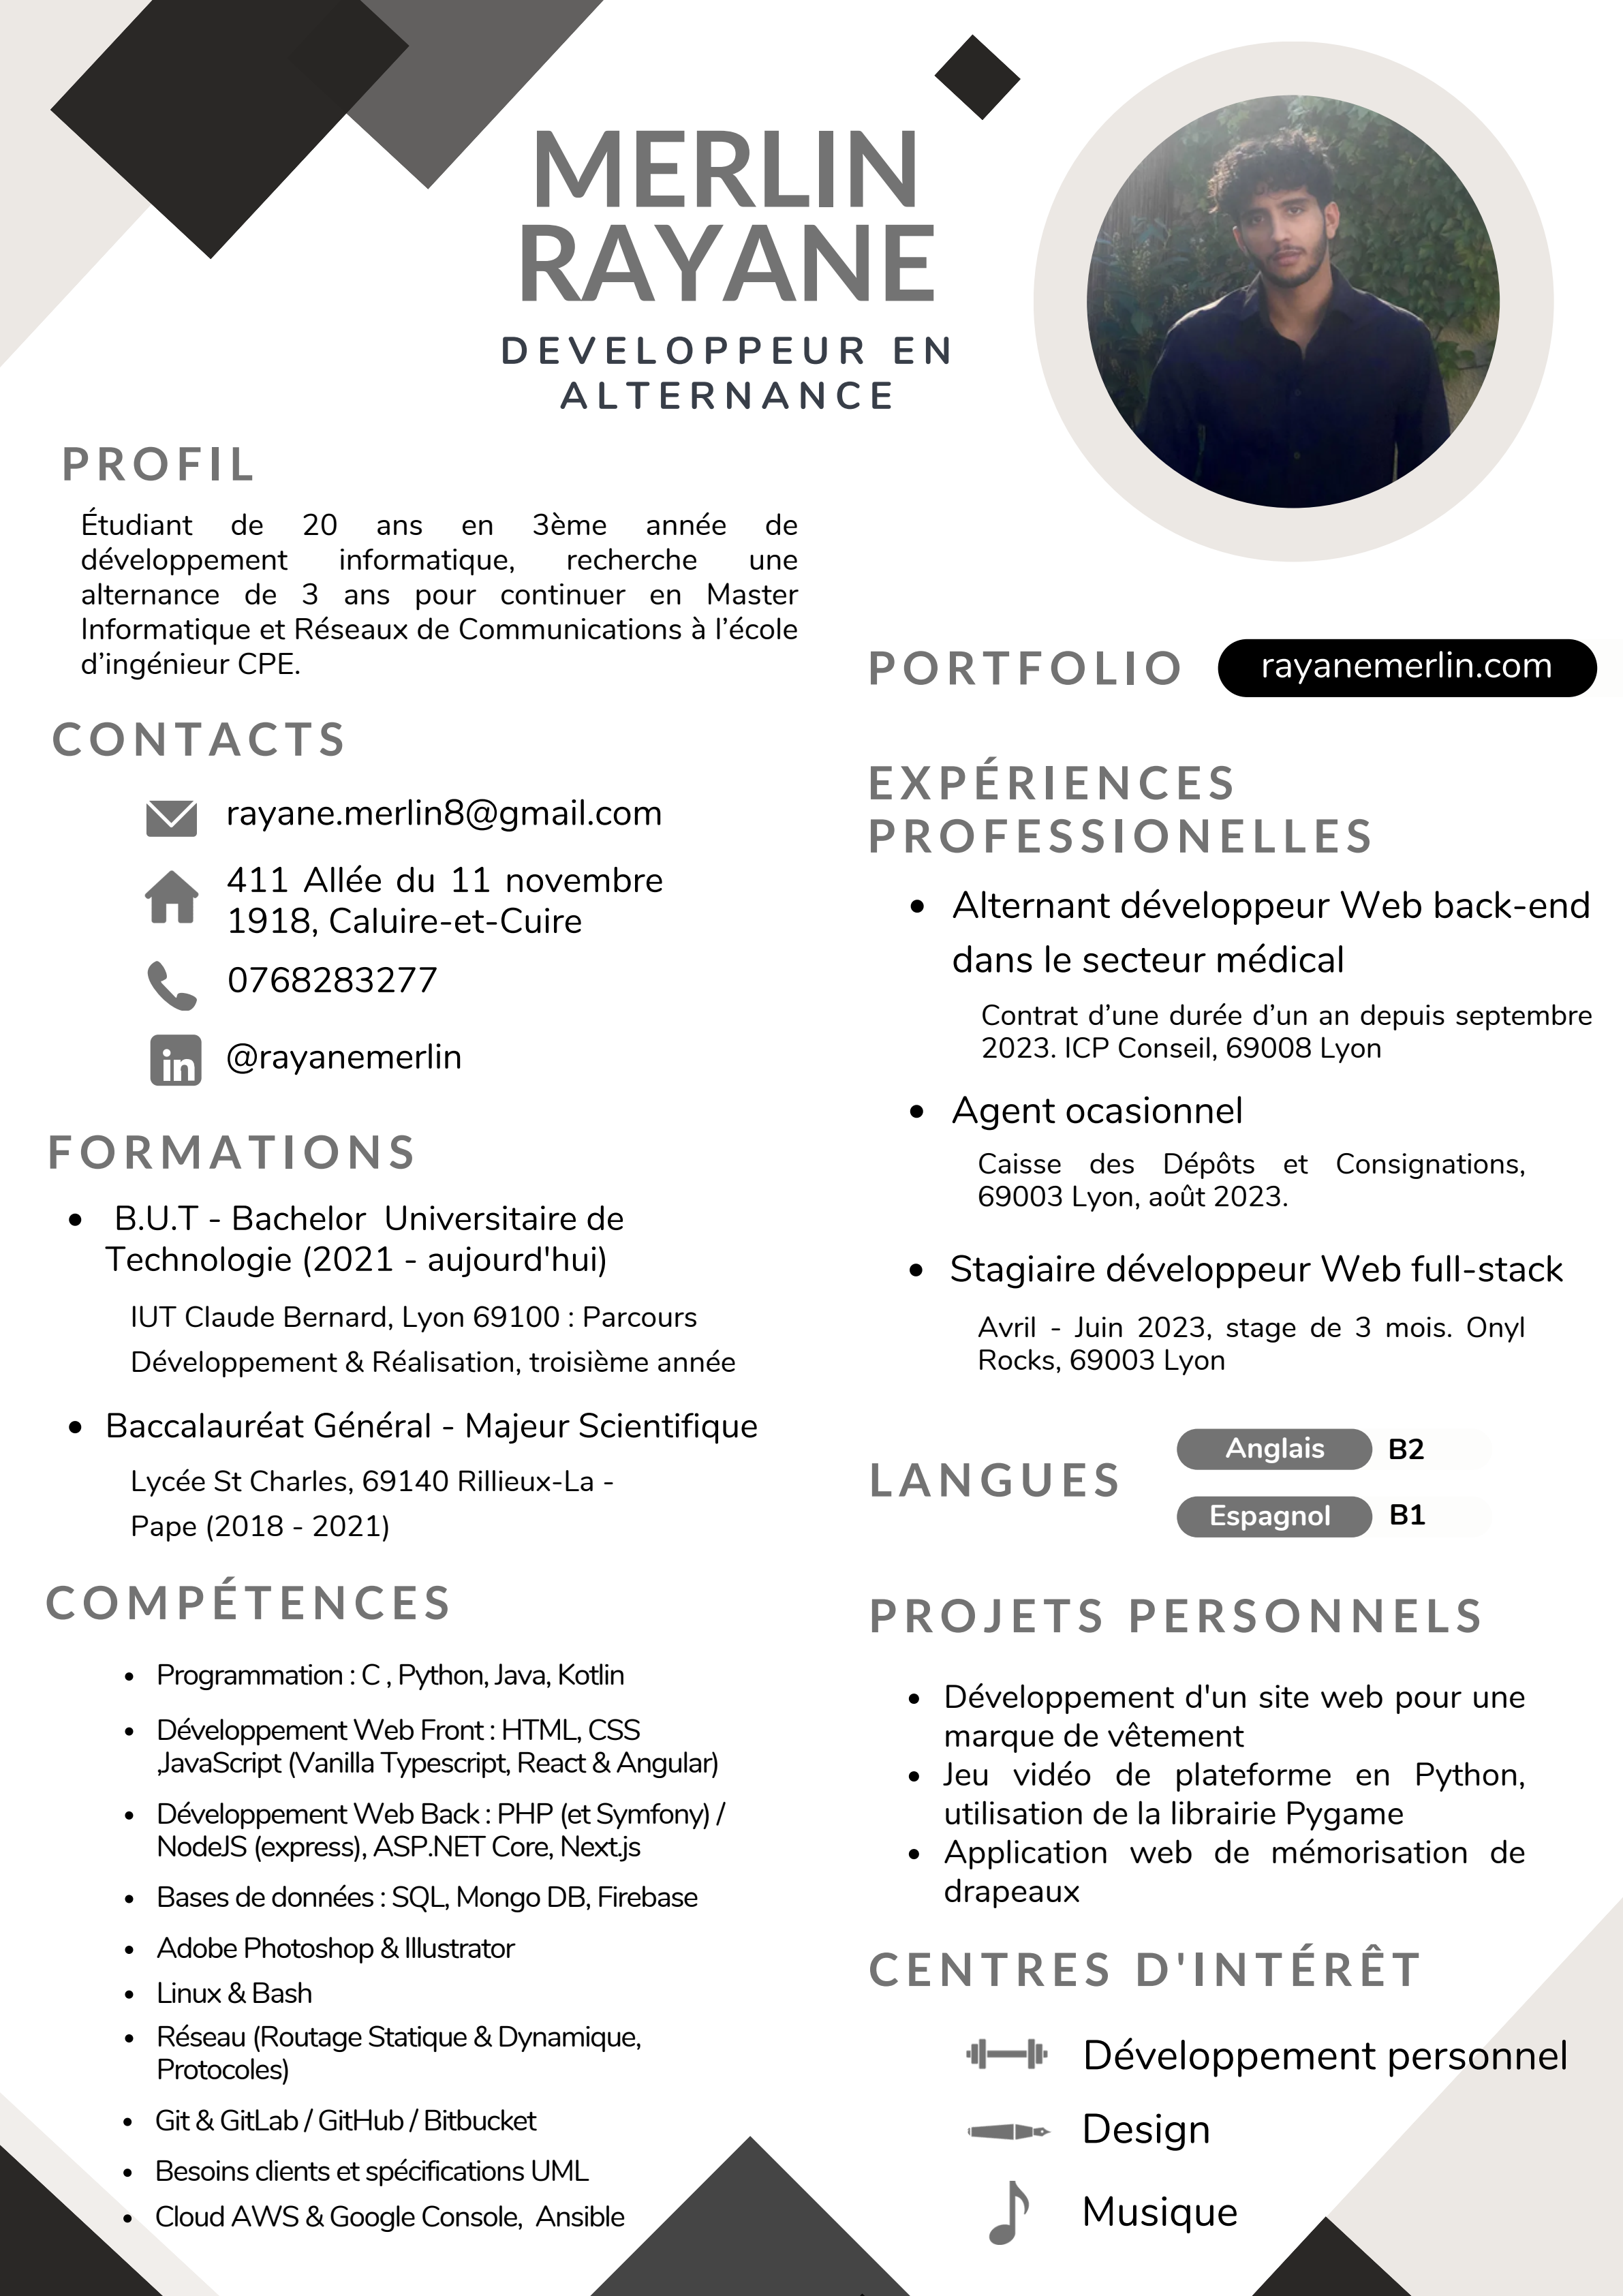 MERLIN
RAYANE
DEVELOPPEUR EN
ALTERNANCE
PROFIL
Étudiant de 20 ans en 3ème année de
développement informatique, recherche une
alternance de 3 ans pour continuer en Master
Informatique et Réseaux de Communications à l’école
d’ingénieur CPE.
CONTACTS
rayane.merlin8@gmail.com
411 Allée du 11 novembre
1918, Caluire-et-Cuire
0768283277
in
@rayanemerlin
FORMATIONS
• B.U.T - Bachelor Universitaire de
Technologie (2021 - aujourd'hui)
IUT Claude Bernard, Lyon 69100 : Parcours
Développement & Réalisation, troisième année
• Baccalauréat Général - Majeur Scientifique
Lycée St Charles, 69140 Rillieux-La -
Pape (2018 - 2021)
COMPÉTENCES
• Programmation : C , Python, Java, Kotlin
• Développement Web Front : HTML, CSS
,JavaScript (Vanilla Typescript, React & Angular)
• Développement Web Back : PHP (et Symfony) /
NodeJS (express), ASP.NET Core, Next.js
• Bases de données : SQL, Mongo DB, Firebase
• Adobe Photoshop & Illustrator
• Linux & Bash
• Réseau (Routage Statique & Dynamique,
Protocoles)
• Git & GitLab / GitHub / Bitbucket
• Besoins clients et spécifications UML
• Cloud AWS & Google Console, Ansible
PORTFOLIO rayanemerlin.com
EXPÉRIENCES
PROFESSIONELLES
• Alternant développeur Web back-end
dans le secteur médical
Contrat d’une durée d’un an depuis septembre
2023. ICP Conseil, 69008 Lyon
• Agent ocasionnel
Caisse des Dépôts et Consignations,
69003 Lyon, août 2023.
• Stagiaire développeur Web full-stack
Avril - Juin 2023, stage de 3 mois. Onyl
Rocks, 69003 Lyon
LANGUES
Anglais B2
Espagnol B1
PROJETS PERSONNELS
• Développement d'un site web pour une
marque de vêtement
• Jeu vidéo de plateforme en Python,
utilisation de la librairie Pygame
• Application web de mémorisation de
drapeaux
CENTRES D'INTÉRÊT
Développement personnel
Design
Musique